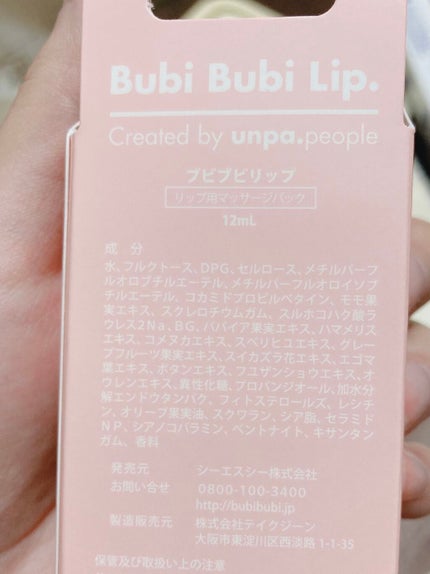 Bubi Bubi Lip.
Created by unpa.people
ブビブビリップ
リップ用マッサージパック
12mL
成 分
水、フルクトース、DPG、セルロース、メチルパーフ
ルオロブチルエーテル、メチルパーフルオロイソブ
チルエーテル、コカミドプロピルベタイン、モモ果
実エキス、スクレロチウムガム、スルホコハク酸ラ
ウレス2Na、BG、パパイア果実エキス、ハマメリス
エキス、コメヌカエキス、スベリヒユエキス、グレー
プフルーツ果実エキス、スイカズラ花エキス、エゴマ
葉エキス、ボタンエキス、フユザンショウエキス、オ
ウレンエキス、異性化糖、プロパンジオール、加水分
解エンドウタンパク、フィトステロールズ、レシチ
ン、オリーブ果実油、スクワラン、シア脂、セラミド
NP、シアノコバラミン、ベントナイト、キサンタン
ガム、香料
発売元 シーエスシー株式会社
お問い合せ 0800-100-3400
http://bubibubi.jp
製造販売元 株式会社テイクジーン
大阪市東淀川区西淡路 1-1-35
保管及び取扱い上の注意